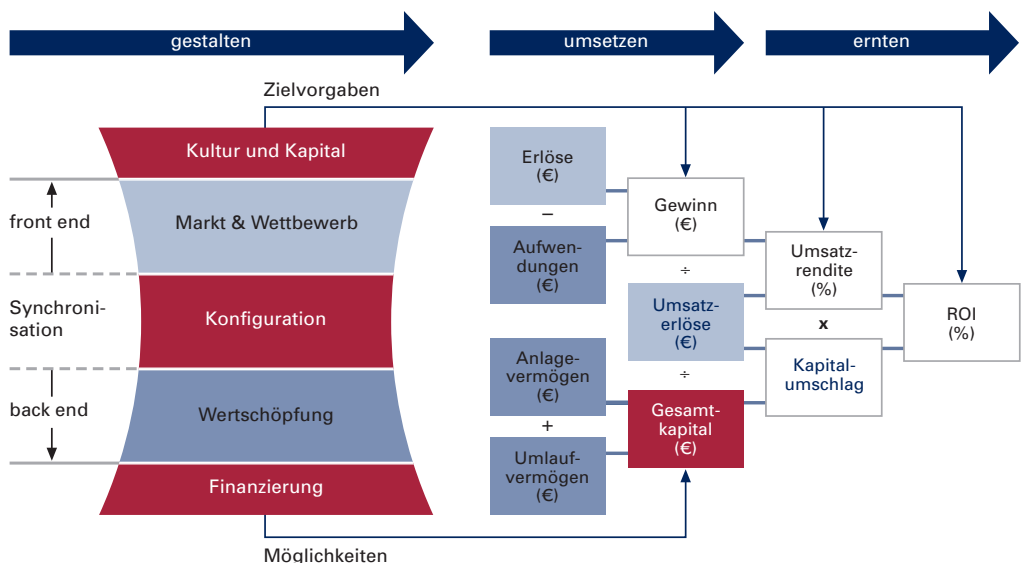 gestalten
umsetzen
ernten
Zielvorgaben
Kultur und Kapital
front end
Markt & Wettbewerb
Synchroni-
sation
Konfiguration
back end
Wertschöpfung
Finanzierung
Möglichkeiten
Erlöse
(€)
–
Aufwen-
dungen
(€)
Anlage-
vermögen
(€)
+
Umlauf-
vermögen
(€)
Gewinn
(€)
÷
Umsatz-
erlöse
(€)
÷
Gesamt-
kapital
(€)
Umsatz-
rendite
(%)
x
Kapital-
umschlag
ROI
(%)